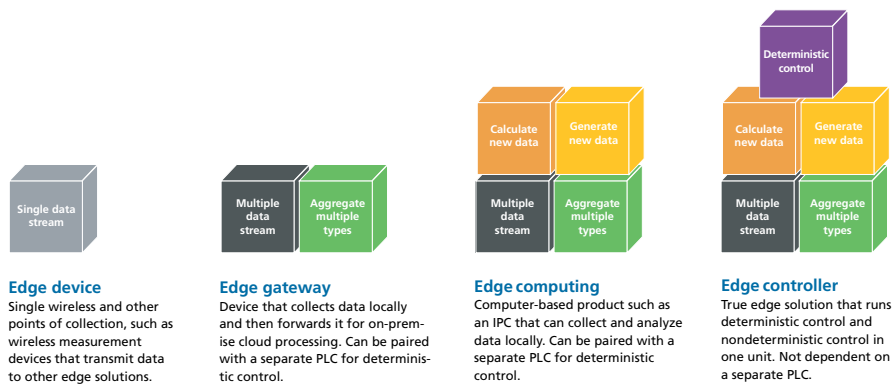 Single data
stream
Edge device
Single wireless and other
points of collection, such as
wireless measurement
devices that transmit data
to other edge solutions.
Multiple
data
stream
Aggregate
multiple
types
Edge gateway
Device that collects data locally
and then forwards it for on-prem-
ise cloud processing. Can be paired
with a separate PLC for determinis-
tic control.
Calculate
new data
Generate
new data
Multiple
data
stream
Aggregate
multiple
types
Edge computing
Computer-based product such as
an IPC that can collect and analyze
data locally. Can be paired with a
separate PLC for deterministic
control.
Deterministic
control
Calculate
new data
Generate
new data
Multiple
data
stream
Aggregate
multiple
types
Edge controller
True edge solution that runs
deterministic control and
nondeterministic control in
one unit. Not dependent on
a separate PLC.